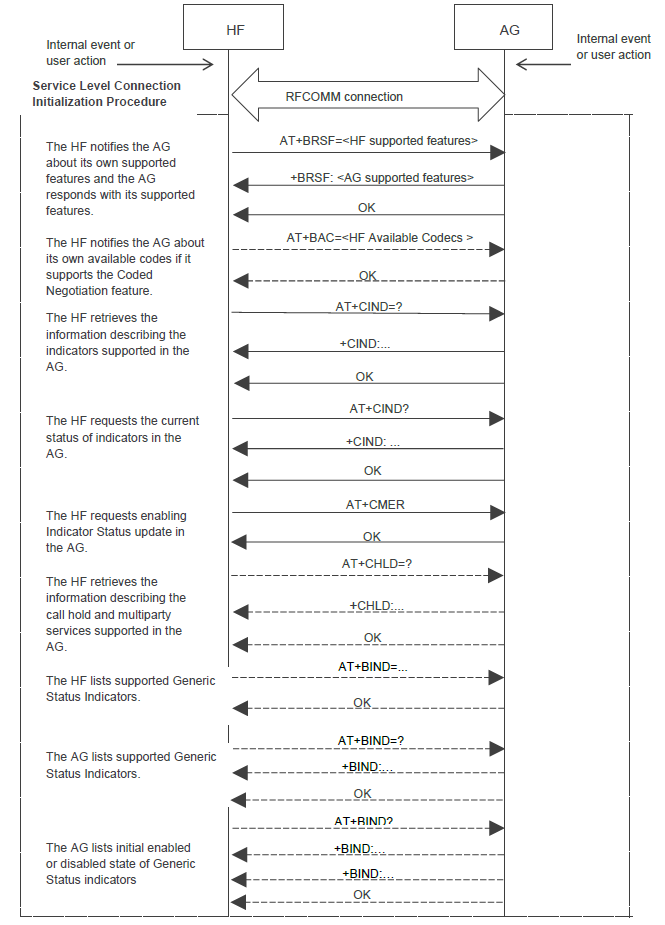 HF
AG
Internal event or
user action
Internal event
or user action
Service Level Connection
Initialization Procedure
RFCOMM connection
The HF notifies the AG
about its own supported
features and the AG
responds with its supported
features.
AT+BRSF=<HF supported features>
+BRSF: <AG supported features>
OK
The HF notifies the AG about
its own available codes if it
supports the Coded
Negotiation feature.
AT+BAC=<HF Available Codecs >
OK
The HF retrieves the
information describing the
indicators supported in the
AG.
AT+CIND=?
+CIND:...
OK
The HF requests the current
status of indicators in the
AG.
AT+CIND?
+CIND: ...
OK
The HF requests enabling
Indicator Status update in
the AG.
AT+CMER
OK
The HF retrieves the
information describing the
call hold and multiparty
services supported in the
AG.
AT+CHLD=?
+CHLD:...
OK
The HF lists supported Generic
Status Indicators.
AT+BIND=...
OK
The AG lists supported Generic
Status Indicators.
AT+BIND=?
+BIND:...
OK
The AG lists initial enabled
or disabled state of Generic
Status indicators
AT+BIND?
+BIND:...
+BIND:...
OK